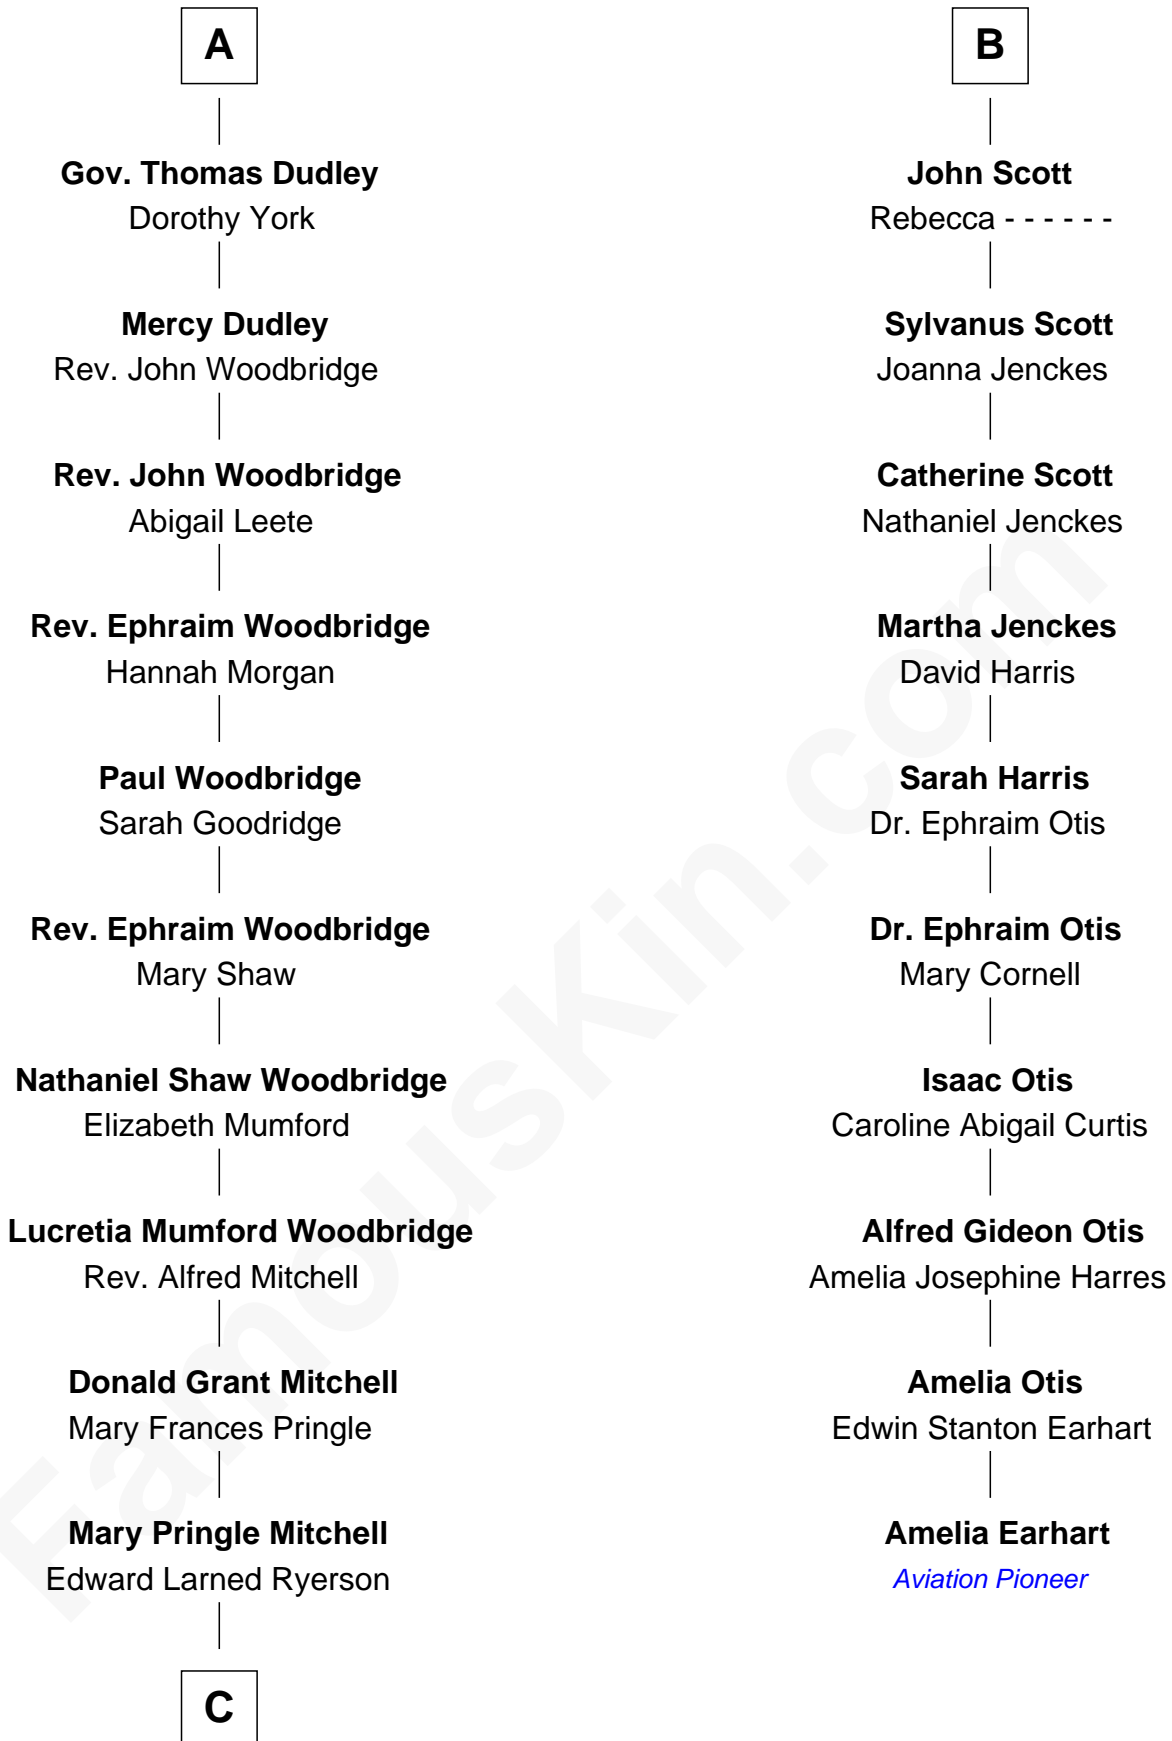 A
Gov. Thomas Dudley
Dorothy York
Mercy Dudley
Rev. John Woodbridge
Rev. John Woodbridge
Abigail Leete
Rev. Ephraim Woodbridge
Hannah Morgan
Paul Woodbridge
Sarah Goodridge
Rev. Ephraim Woodbridge
Mary Shaw
Nathaniel Shaw Woodbridge
Elizabeth Mumford
Lucretia Mumford Woodbridge
Rev. Alfred Mitchell
Donald Grant Mitchell
Mary Frances Pringle
Mary Pringle Mitchell
Edward Larned Ryerson
C
B
John Scott
Rebecca - - - - - -
Sylvanus Scott
Joanna Jenckes
Catherine Scott
Nathaniel Jenckes
Martha Jenckes
David Harris
Sarah Harris
Dr. Ephraim Otis
Dr. Ephraim Otis
Mary Cornell
Isaac Otis
Caroline Abigail Curtis
Alfred Gideon Otis
Amelia Josephine Harres
Amelia Otis
Edwin Stanton Earhart
Amelia Earhart
Aviation Pioneer
FamousKin.com